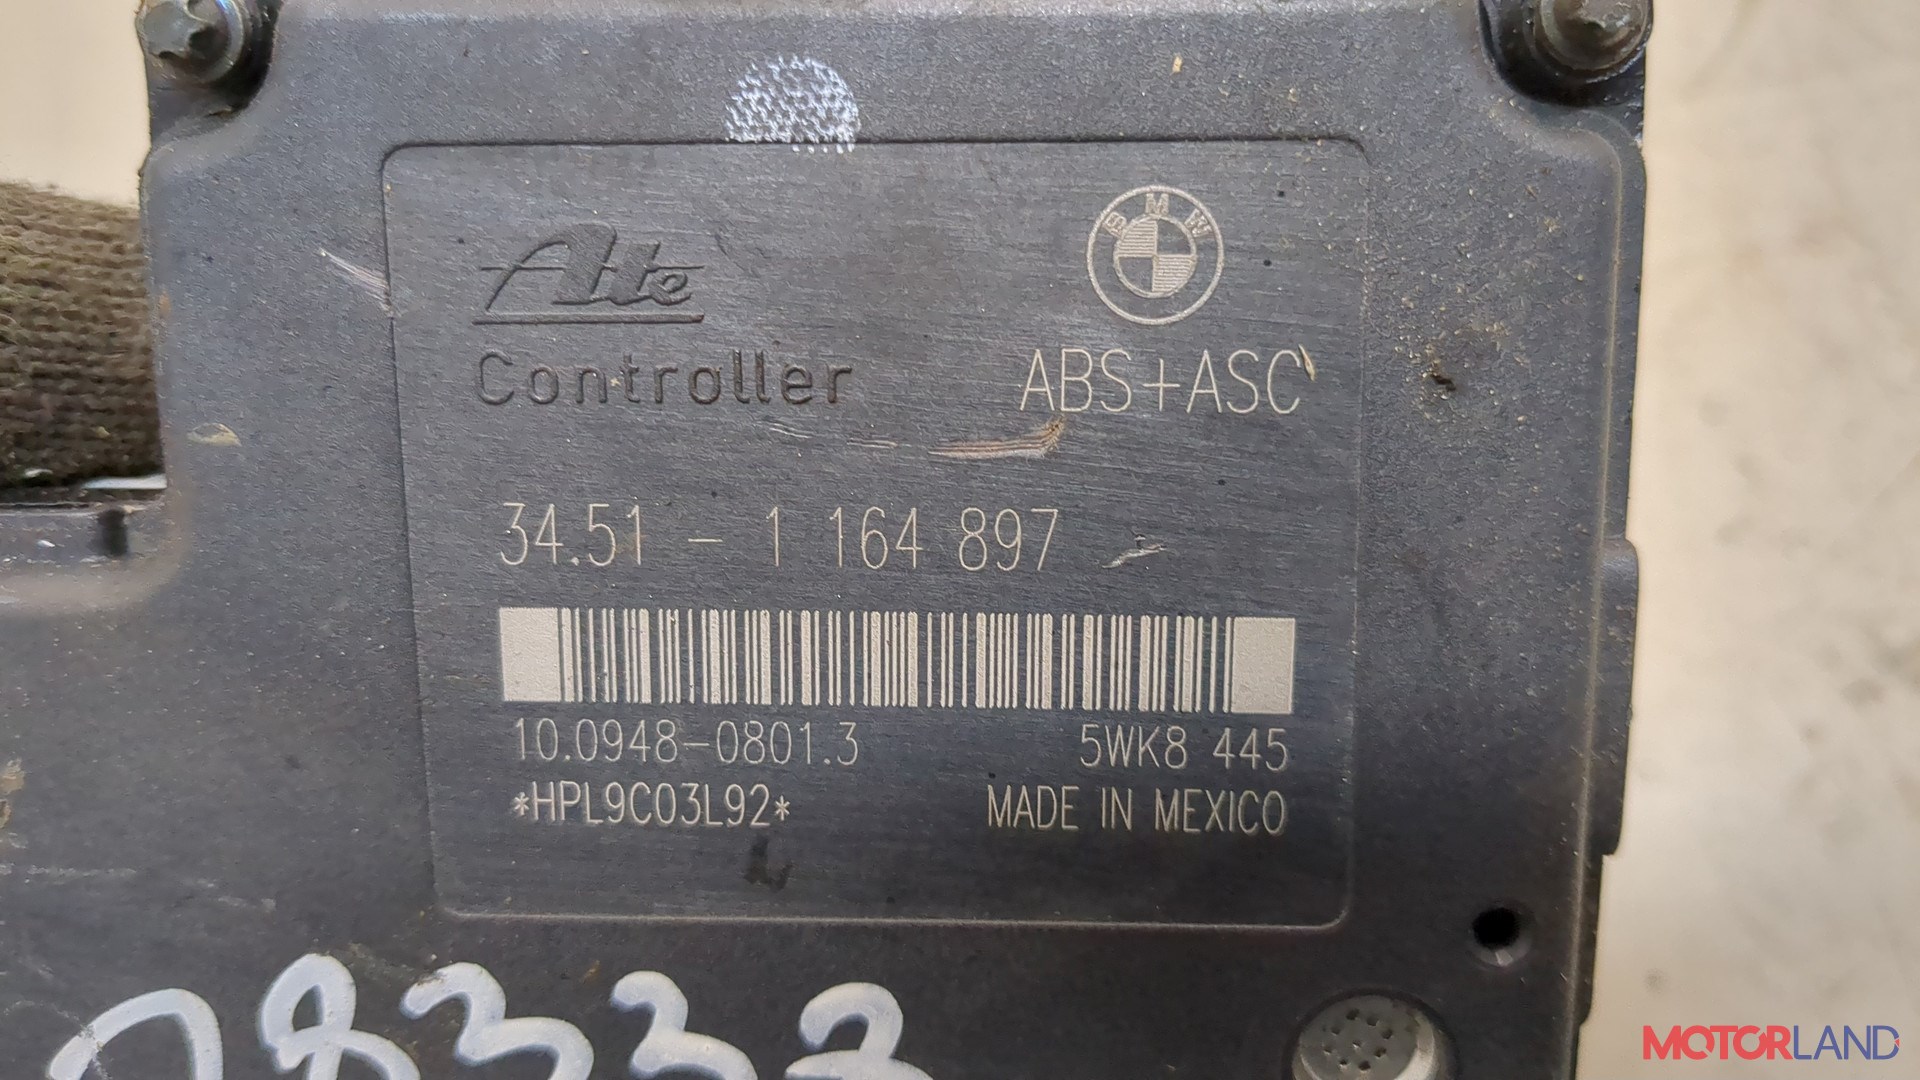 Ate
BMW
Controller ABS+ASC
34.51 - 1 164 897
10.0948-0801.3 5WK8 445
*HPL9C03L92* MADE IN MEXICO
MOTORLAND